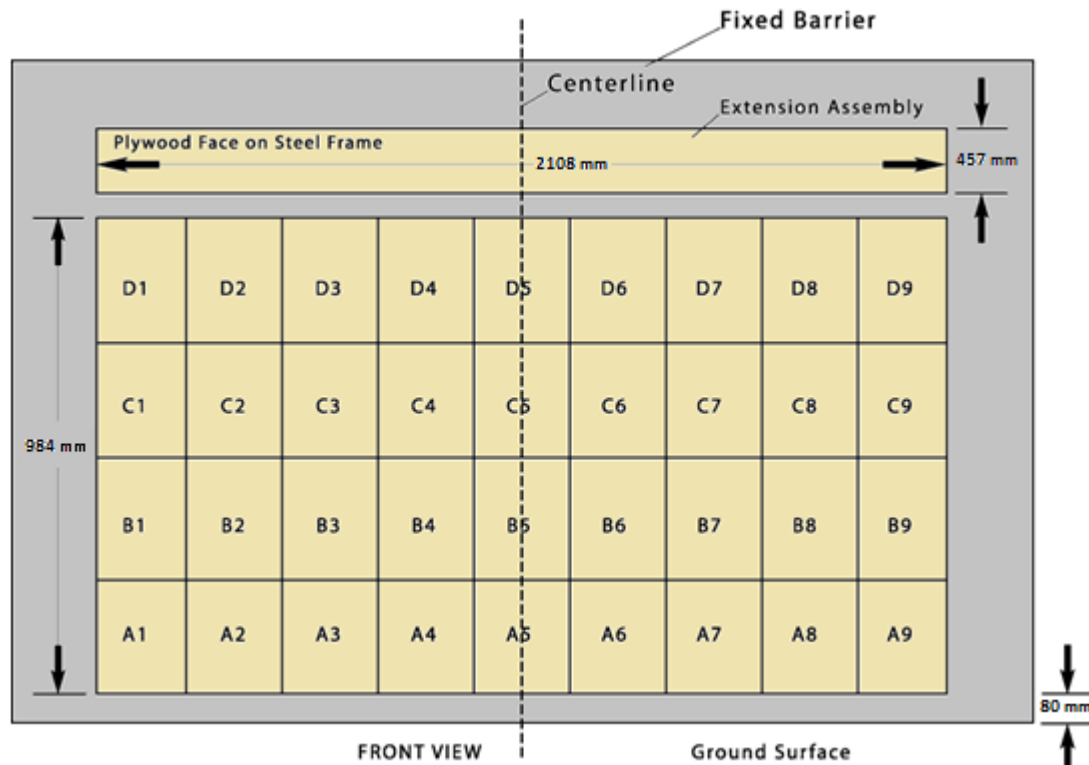 Fixed Barrier
Centerline
Extension Assembly
Plywood Face on Steel Frame
2108 mm
457 mm
D1 D2 D3 D4 D5 D6 D7 D8 D9
C1 C2 C3 C4 C5 C6 C7 C8 C9
984 mm
B1 B2 B3 B4 B5 B6 B7 B8 B9
A1 A2 A3 A4 A5 A6 A7 A8 A9
80 mm
FRONT VIEW Ground Surface